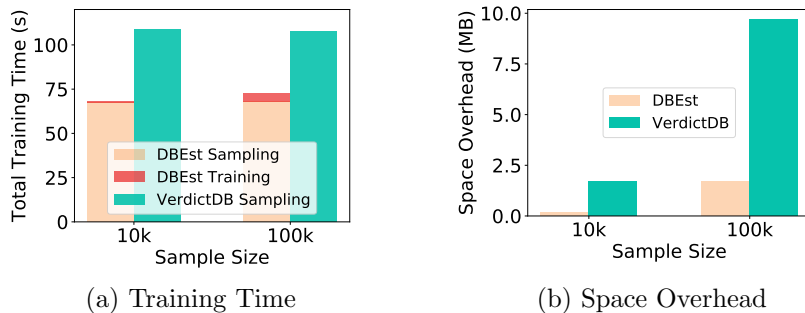 Total Training Time (s)
100
75
50
25
0
DBEst Sampling
DBEst Training
VerdictDB Sampling
10k
100k
Sample Size
(a) Training Time
Space Overhead (MB)
10.0
7.5
5.0
2.5
0.0
DBEst
VerdictDB
10k
100k
Sample Size
(b) Space Overhead